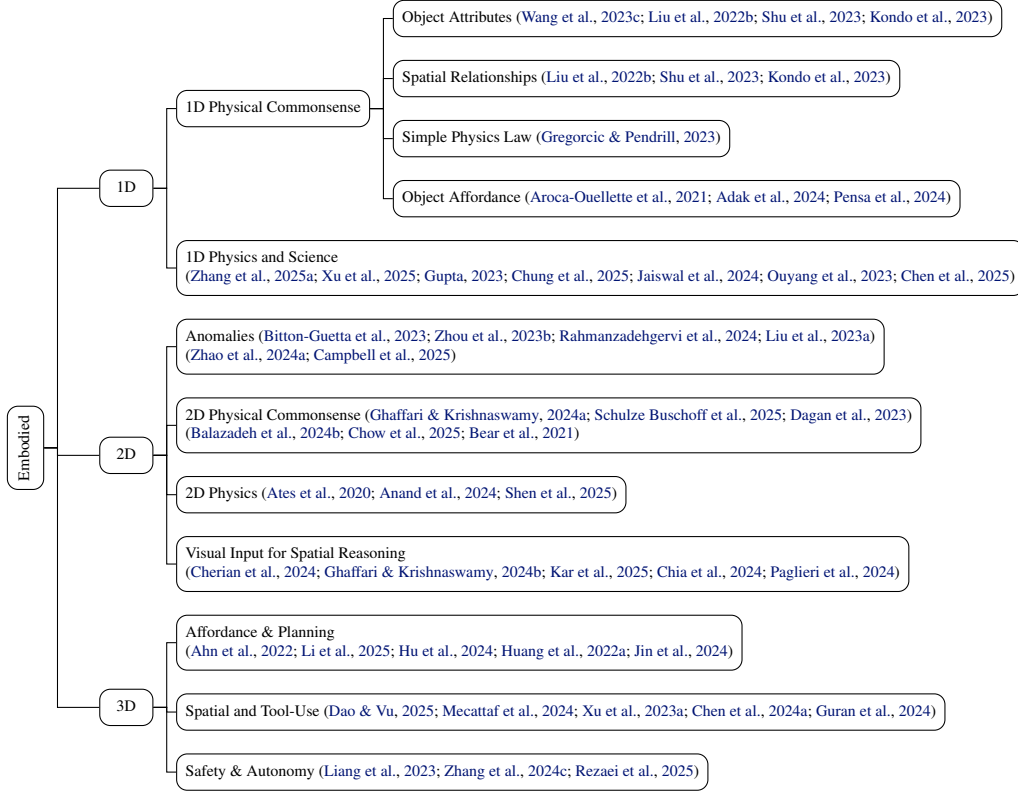 Object Attributes (Wang et al., 2023c; Liu et al., 2022b; Shu et al., 2023; Kondo et al., 2023)
Spatial Relationships (Liu et al., 2022b; Shu et al., 2023; Kondo et al., 2023)
1D Physical Commonsense
Simple Physics Law (Gregorcic & Pendrill, 2023)
1D
Object Affordance (Aroca-Ouellette et al., 2021; Adak et al., 2024; Pensa et al., 2024)
1D Physics and Science
(Zhang et al., 2025a; Xu et al., 2025; Gupta, 2023; Chung et al., 2025; Jaiswal et al., 2024; Ouyang et al., 2023; Chen et al., 2025)
Anomalies (Bitton-Guetta et al., 2023; Zhou et al., 2023b; Rahmanzadehgervi et al., 2024; Liu et al., 2023a)
(Zhao et al., 2024a; Campbell et al., 2025)
2D Physical Commonsense (Ghaffari & Krishnaswamy, 2024a; Schulze Buschoff et al., 2025; Dagan et al., 2023)
(Balazadeh et al., 2024b; Chow et al., 2025; Bear et al., 2021)
Embodied
2D
2D Physics (Ates et al., 2020; Anand et al., 2024; Shen et al., 2025)
Visual Input for Spatial Reasoning
(Cherian et al., 2024; Ghaffari & Krishnaswamy, 2024b; Kar et al., 2025; Chia et al., 2024; Paglieri et al., 2024)
Affordance & Planning
(Ahn et al., 2022; Li et al., 2025; Hu et al., 2024; Huang et al., 2022a; Jin et al., 2024)
3D
Spatial and Tool-Use (Dao & Vu, 2025; Mecattaf et al., 2024; Xu et al., 2023a; Chen et al., 2024a; Guran et al., 2024)
Safety & Autonomy (Liang et al., 2023; Zhang et al., 2024c; Rezaei et al., 2025)